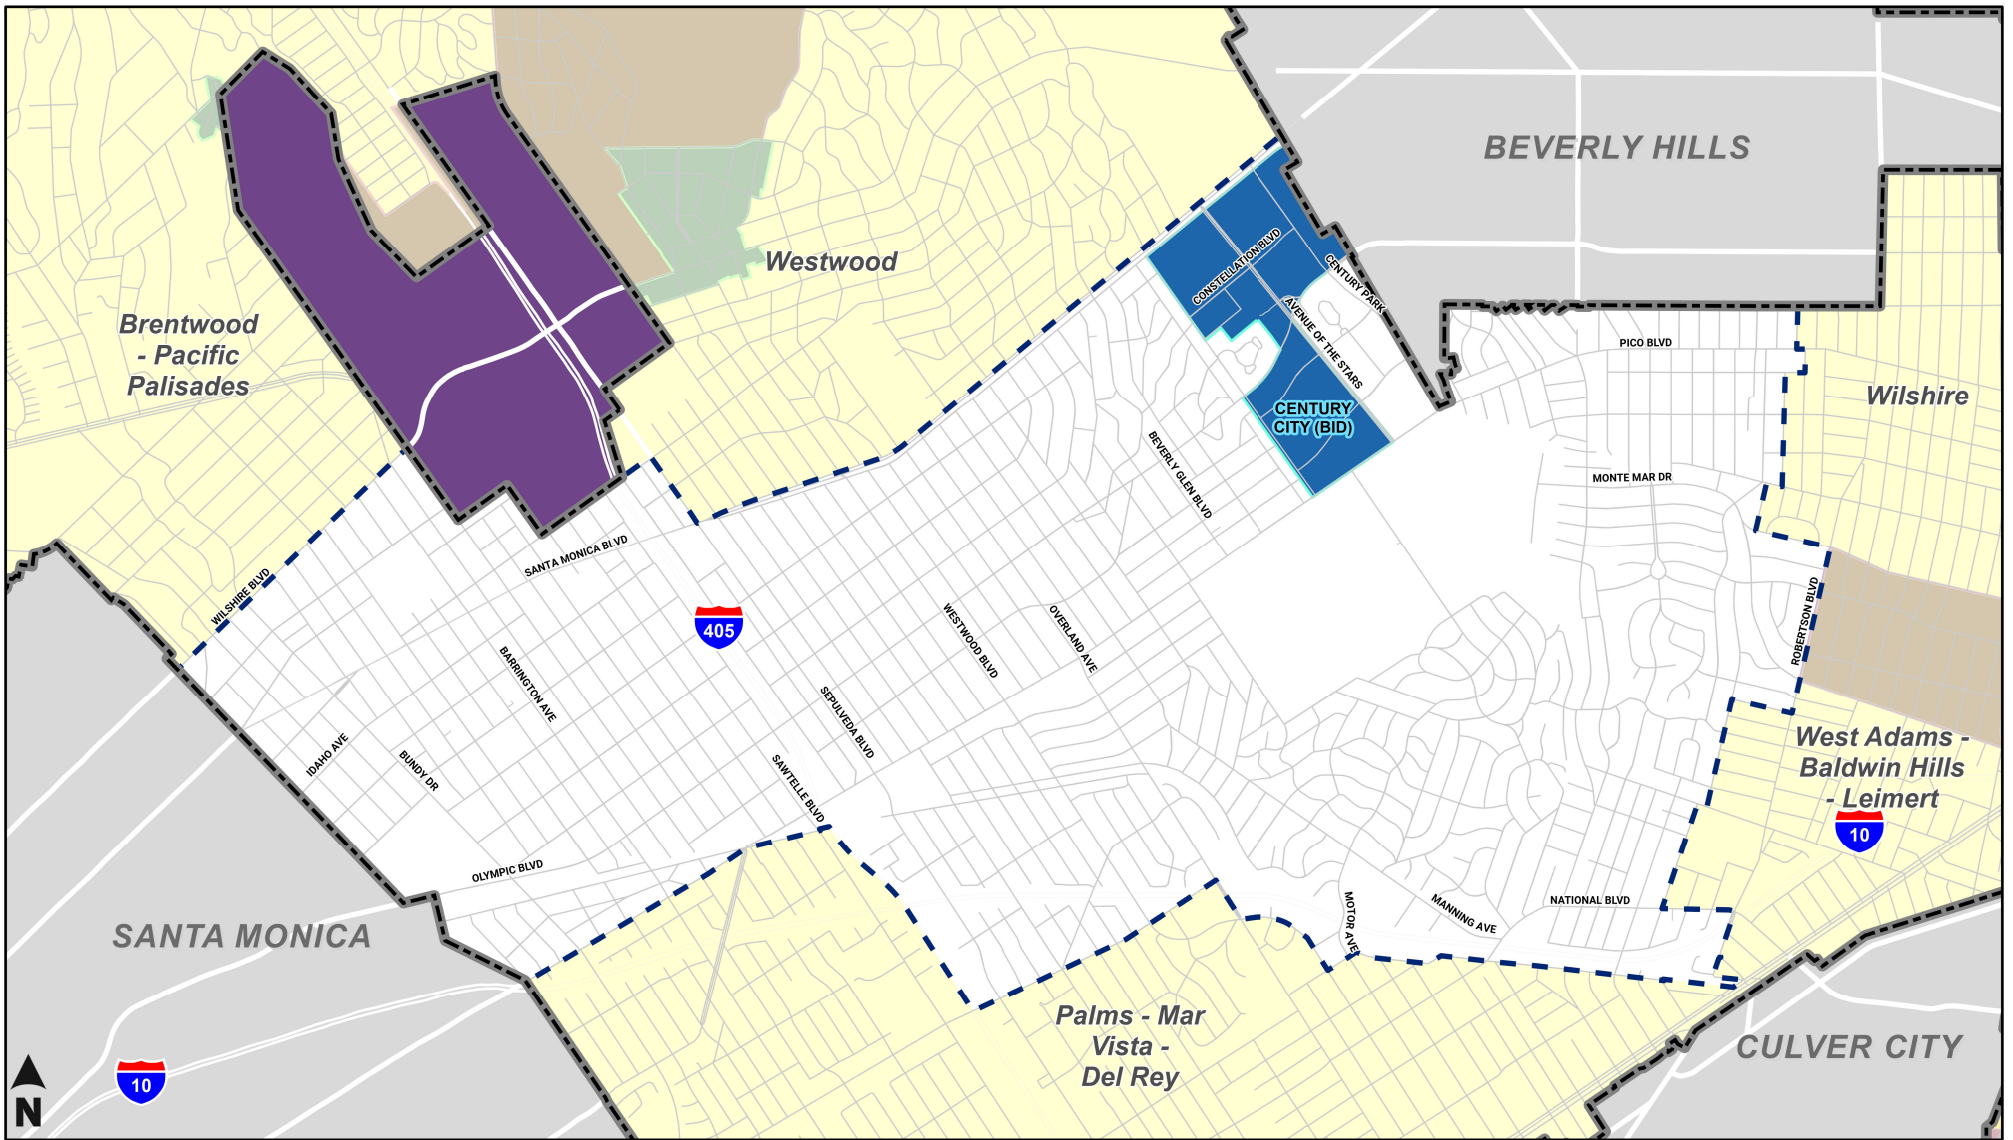 BEVERLY HILLS
Westwood
CONSTELLATION BLVD
CENTURY PARK
AVENUE OF THE STARS
Brentwood
- Pacific
Palisades
PICO BLVD
Wilshire
CENTURY
CITY (BID)
BEVERLY GLEN BLVD
MONTE MAR DR
SANTA MONICA BLVD
WILSHIRE BLVD
405
WESTWOOD BLVD
OVERLAND AVE
ROBERTSON BLVD
BARRINGTON AVE
SEPULVEDA BLVD
IDAHO AVE
BUNDY DR
SAWTELLE BLVD
West Adams -
Baldwin Hills
- Leimert
10
OLYMPIC BLVD
MOTOR AVE
MANNING AVE
NATIONAL BLVD
SANTA MONICA
Palms - Mar
Vista -
Del Rey
CULVER CITY
10
N